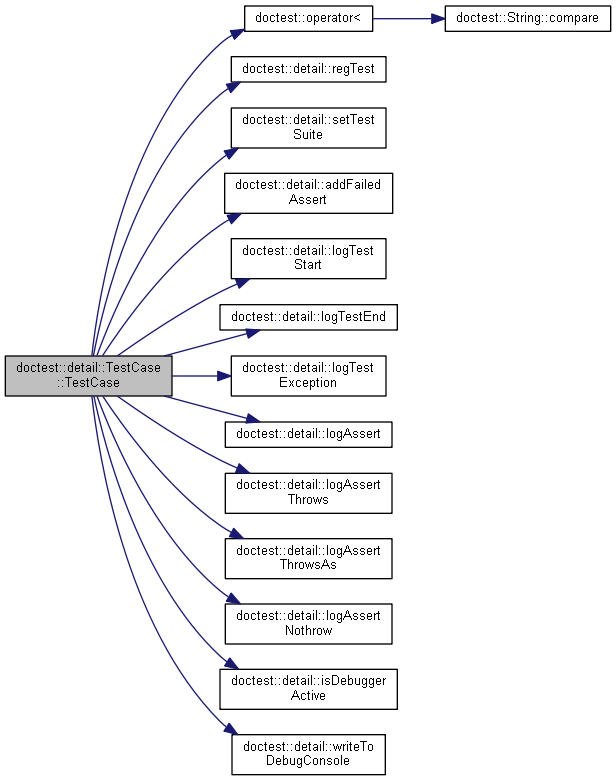 doctest::operator<
doctest::String::compare
doctest::detail::regTest
doctest::detail::setTest
Suite
doctest::detail::addFailed
Assert
doctest::detail::logTest
Start
doctest::detail::logTestEnd
doctest::detail::TestCase
::TestCase
doctest::detail::logTest
Exception
doctest::detail::logAssert
doctest::detail::logAssert
Throws
doctest::detail::logAssert
ThrowsAs
doctest::detail::logAssert
Nothrow
doctest::detail::isDebugger
Active
doctest::detail::writeTo
DebugConsole